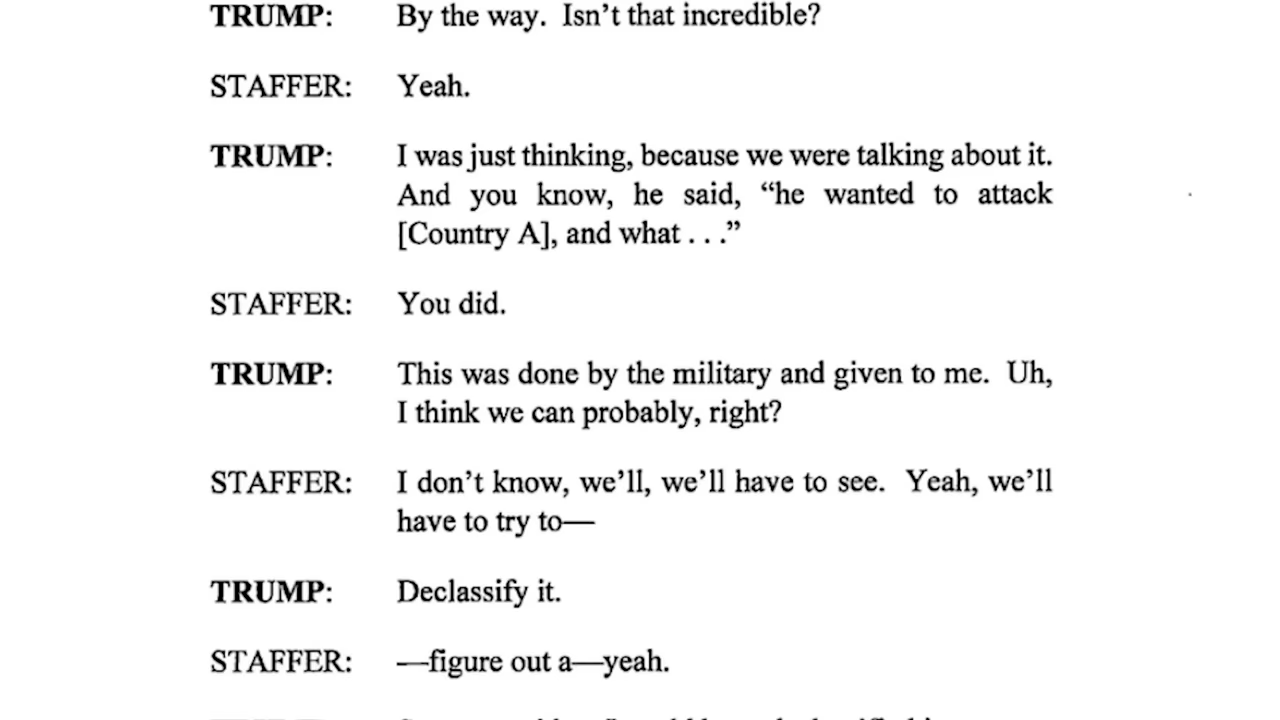 TRUMP: By the way. Isn't that incredible?
STAFFER: Yeah.
TRUMP: I was just thinking, because we were talking about it.
And you know, he said, “he wanted to attack
[Country A], and what . . .”
STAFFER: You did.
TRUMP: This was done by the military and given to me. Uh,
I think we can probably, right?
STAFFER: I don't know, we'll, we'll have to see. Yeah, we'll
have to try to—
TRUMP: Declassify it.
STAFFER: —figure out a—yeah.